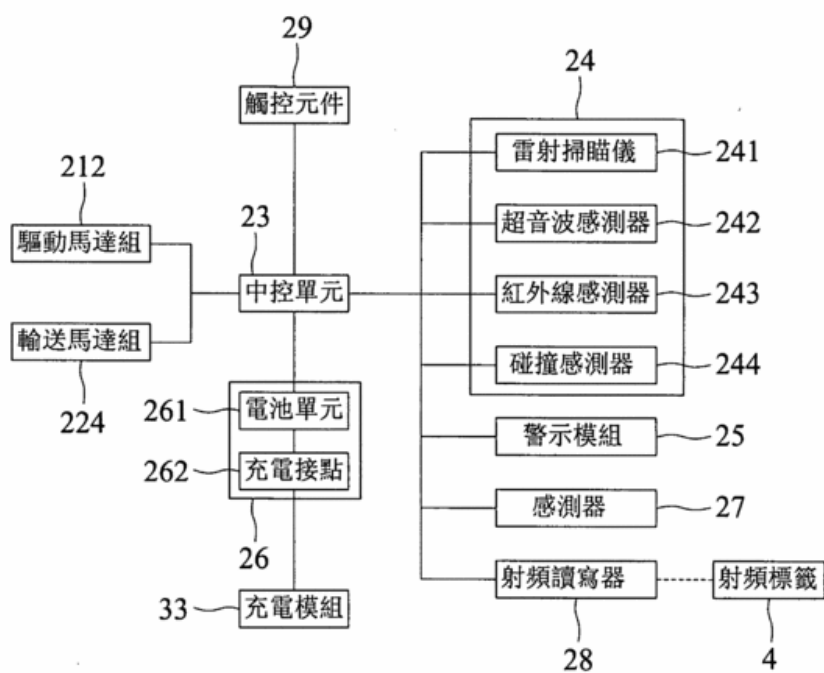 29
觸控元件
24
雷射掃瞄儀 241
212
超音波感測器 242
驅動馬達組
23
中控單元
紅外線感測器 243
輸送馬達組
224
碰撞感測器 244
261 電池單元
警示模組 25
262 充電接點
26
感測器 27
33 充電模組
射頻讀寫器 射頻標籤
28 4